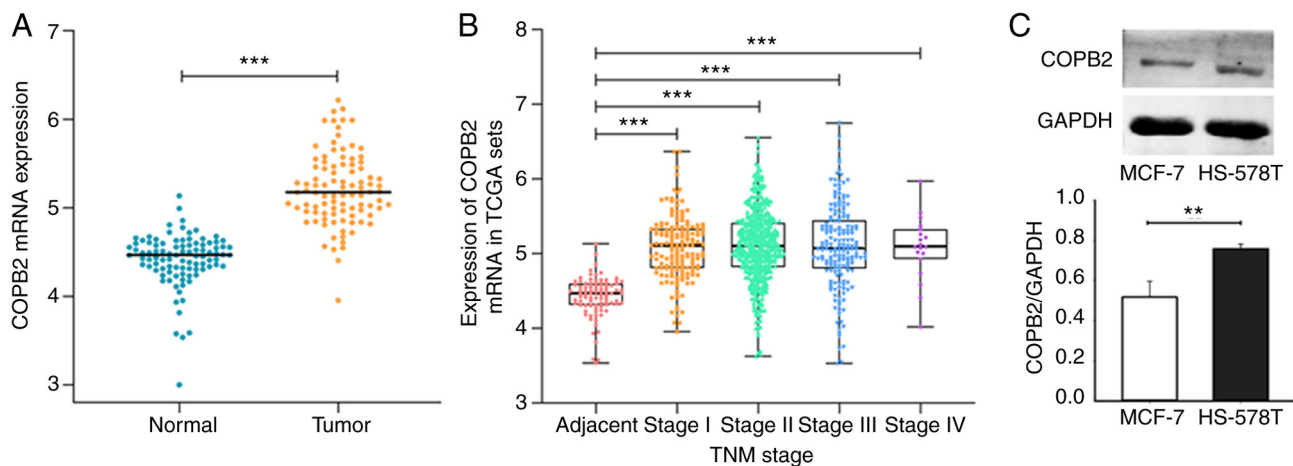 A
COPB2 mRNA expression
7
6
5
4
3
***
Normal
Tumor
B
Expression of COPB2
mRNA in TCGA sets
8
7
6
5
4
3
***
***
***
***
Adjacent Stage I Stage II Stage III Stage IV
TNM stage
C
COPB2
GAPDH
MCF-7 HS-578T
COPB2/GAPDH
1.0
0.8
0.6
0.4
0.2
0.0
**
MCF-7 HS-578T